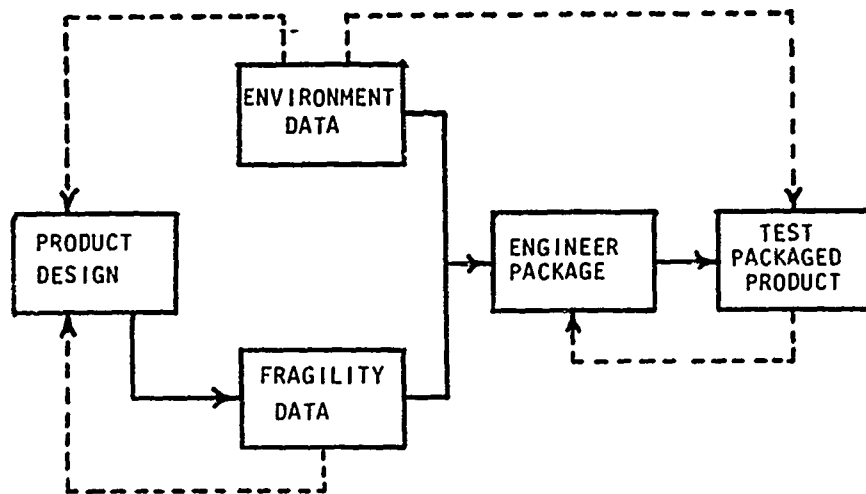 ENVIRONMENT
DATA
PRODUCT
DESIGN
ENGINEER
PACKAGE
TEST
PACKAGED
PRODUCT
FRAGILITY
DATA